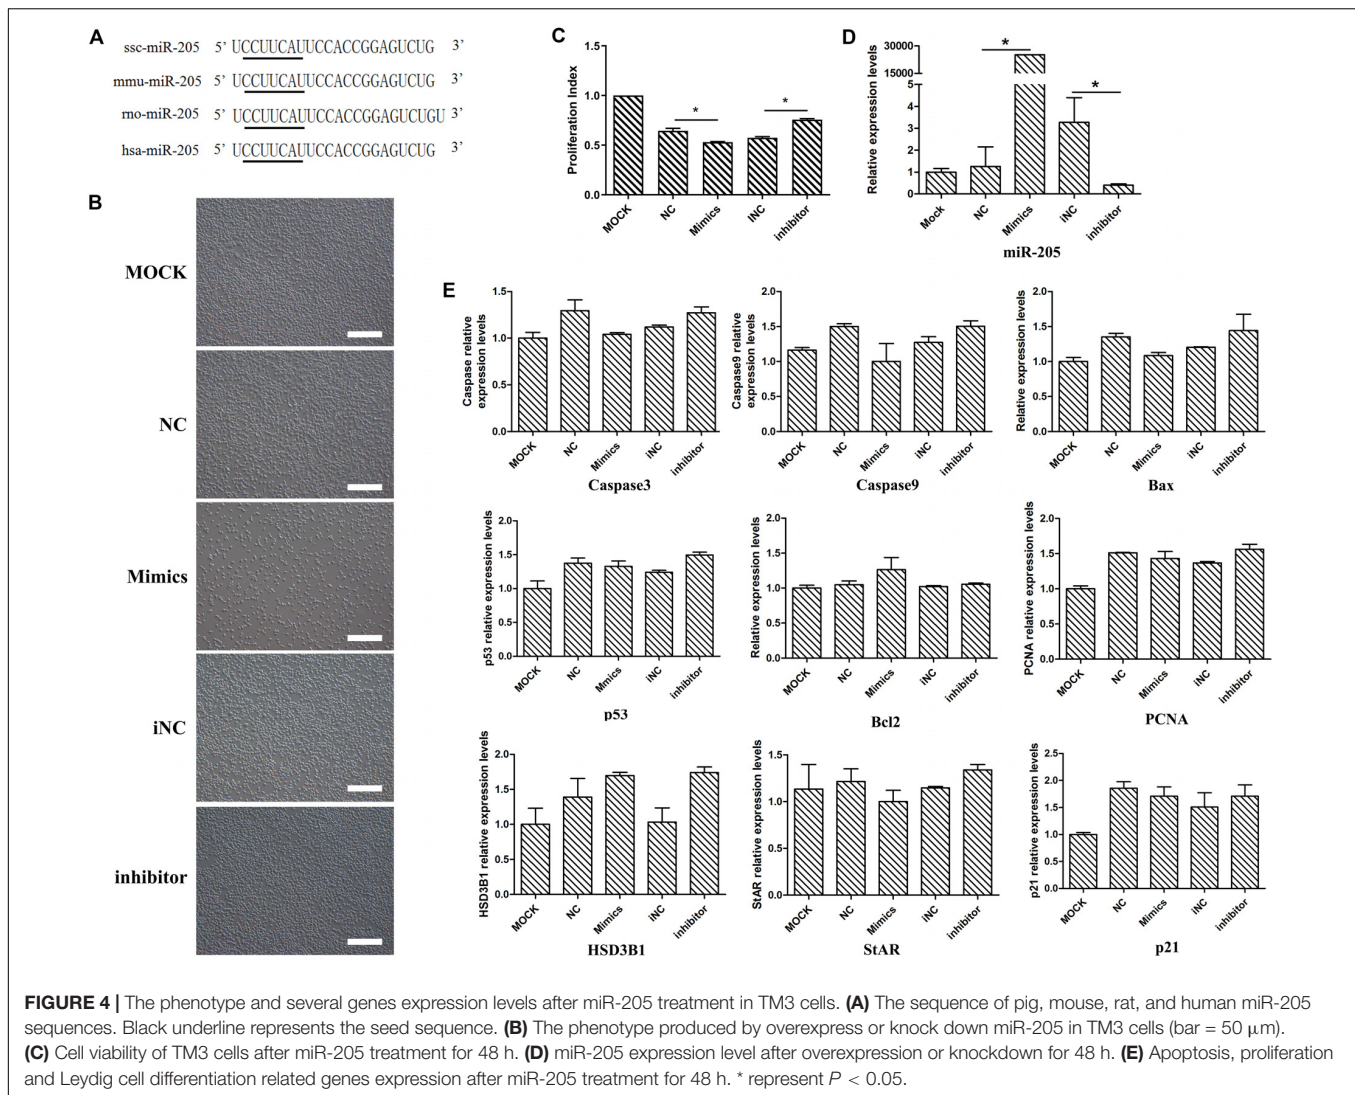 A
ssc-miR-205 5' UCCUUCAUUCCACCGGAGUCUG 3'
mmu-miR-205 5' UCCUUCAUUCCACCGGAGUCUG 3'
rno-miR-205 5' UCCUUCAUUCCACCGGAGUCUGU 3'
hsa-miR-205 5' UCCUUCAUUCCACCGGAGUCUG 3'
B
MOCK
NC
Mimics
iNC
inhibitor
C
Proliferation Index
1.5
1.0
0.5
0.0
*
*
MOCK
NC
Mimics
INC
inhibitor
D
Relative expression levels
30000
15000
6
5
4
3
2
1
0
*
*
Mock
NC
Mimics
iNC
inhibitor
miR-205
E
Caspase relative
expression levels
1.5
1.0
0.5
0.0
MOCK
NC
Mimics
iNC
inhibitor
Caspase3
Caspase9 relative
expression levels
2.0
1.5
1.0
0.5
0.0
MOCK
NC
Mimics
iNC
inhibitor
Caspase9
Relative expression levels
2.0
1.5
1.0
0.5
0.0
MOCK
NC
Mimics
iNC
inhibitor
Bax
p53 relative expression levels
2.0
1.5
1.0
0.5
0.0
MOCK
NC
Mimics
iNC
inhibitor
p53
Relative expression levels
2.0
1.5
1.0
0.5
0.0
MOCK
NC
Mimics
iNC
inhibitor
Bcl2
PCNA relative expression levels
2.0
1.5
1.0
0.5
0.0
MOCK
NC
Mimics
iNC
inhibitor
PCNA
HSD3B1 relative expression levels
2.0
1.5
1.0
0.5
0.0
MOCK
NC
Mimics
iNC
inhibitor
HSD3B1
StAR relative expression levels
1.5
1.0
0.5
0.0
MOCK
NC
Mimics
iNC
inhibitor
StAR
p21 relative expression levels
2.5
2.0
1.5
1.0
0.5
0.0
MOCK
NC
Mimics
iNC
inhibitor
p21
FIGURE 4 | The phenotype and several genes expression levels after miR-205 treatment in TM3 cells. (A) The sequence of pig, mouse, rat, and human miR-205
sequences. Black underline represents the seed sequence. (B) The phenotype produced by overexpress or knock down miR-205 in TM3 cells (bar = 50 μm).
(C) Cell viability of TM3 cells after miR-205 treatment for 48 h. (D) miR-205 expression level after overexpression or knockdown for 48 h. (E) Apoptosis, proliferation
and Leydig cell differentiation related genes expression after miR-205 treatment for 48 h. * represent P < 0.05.